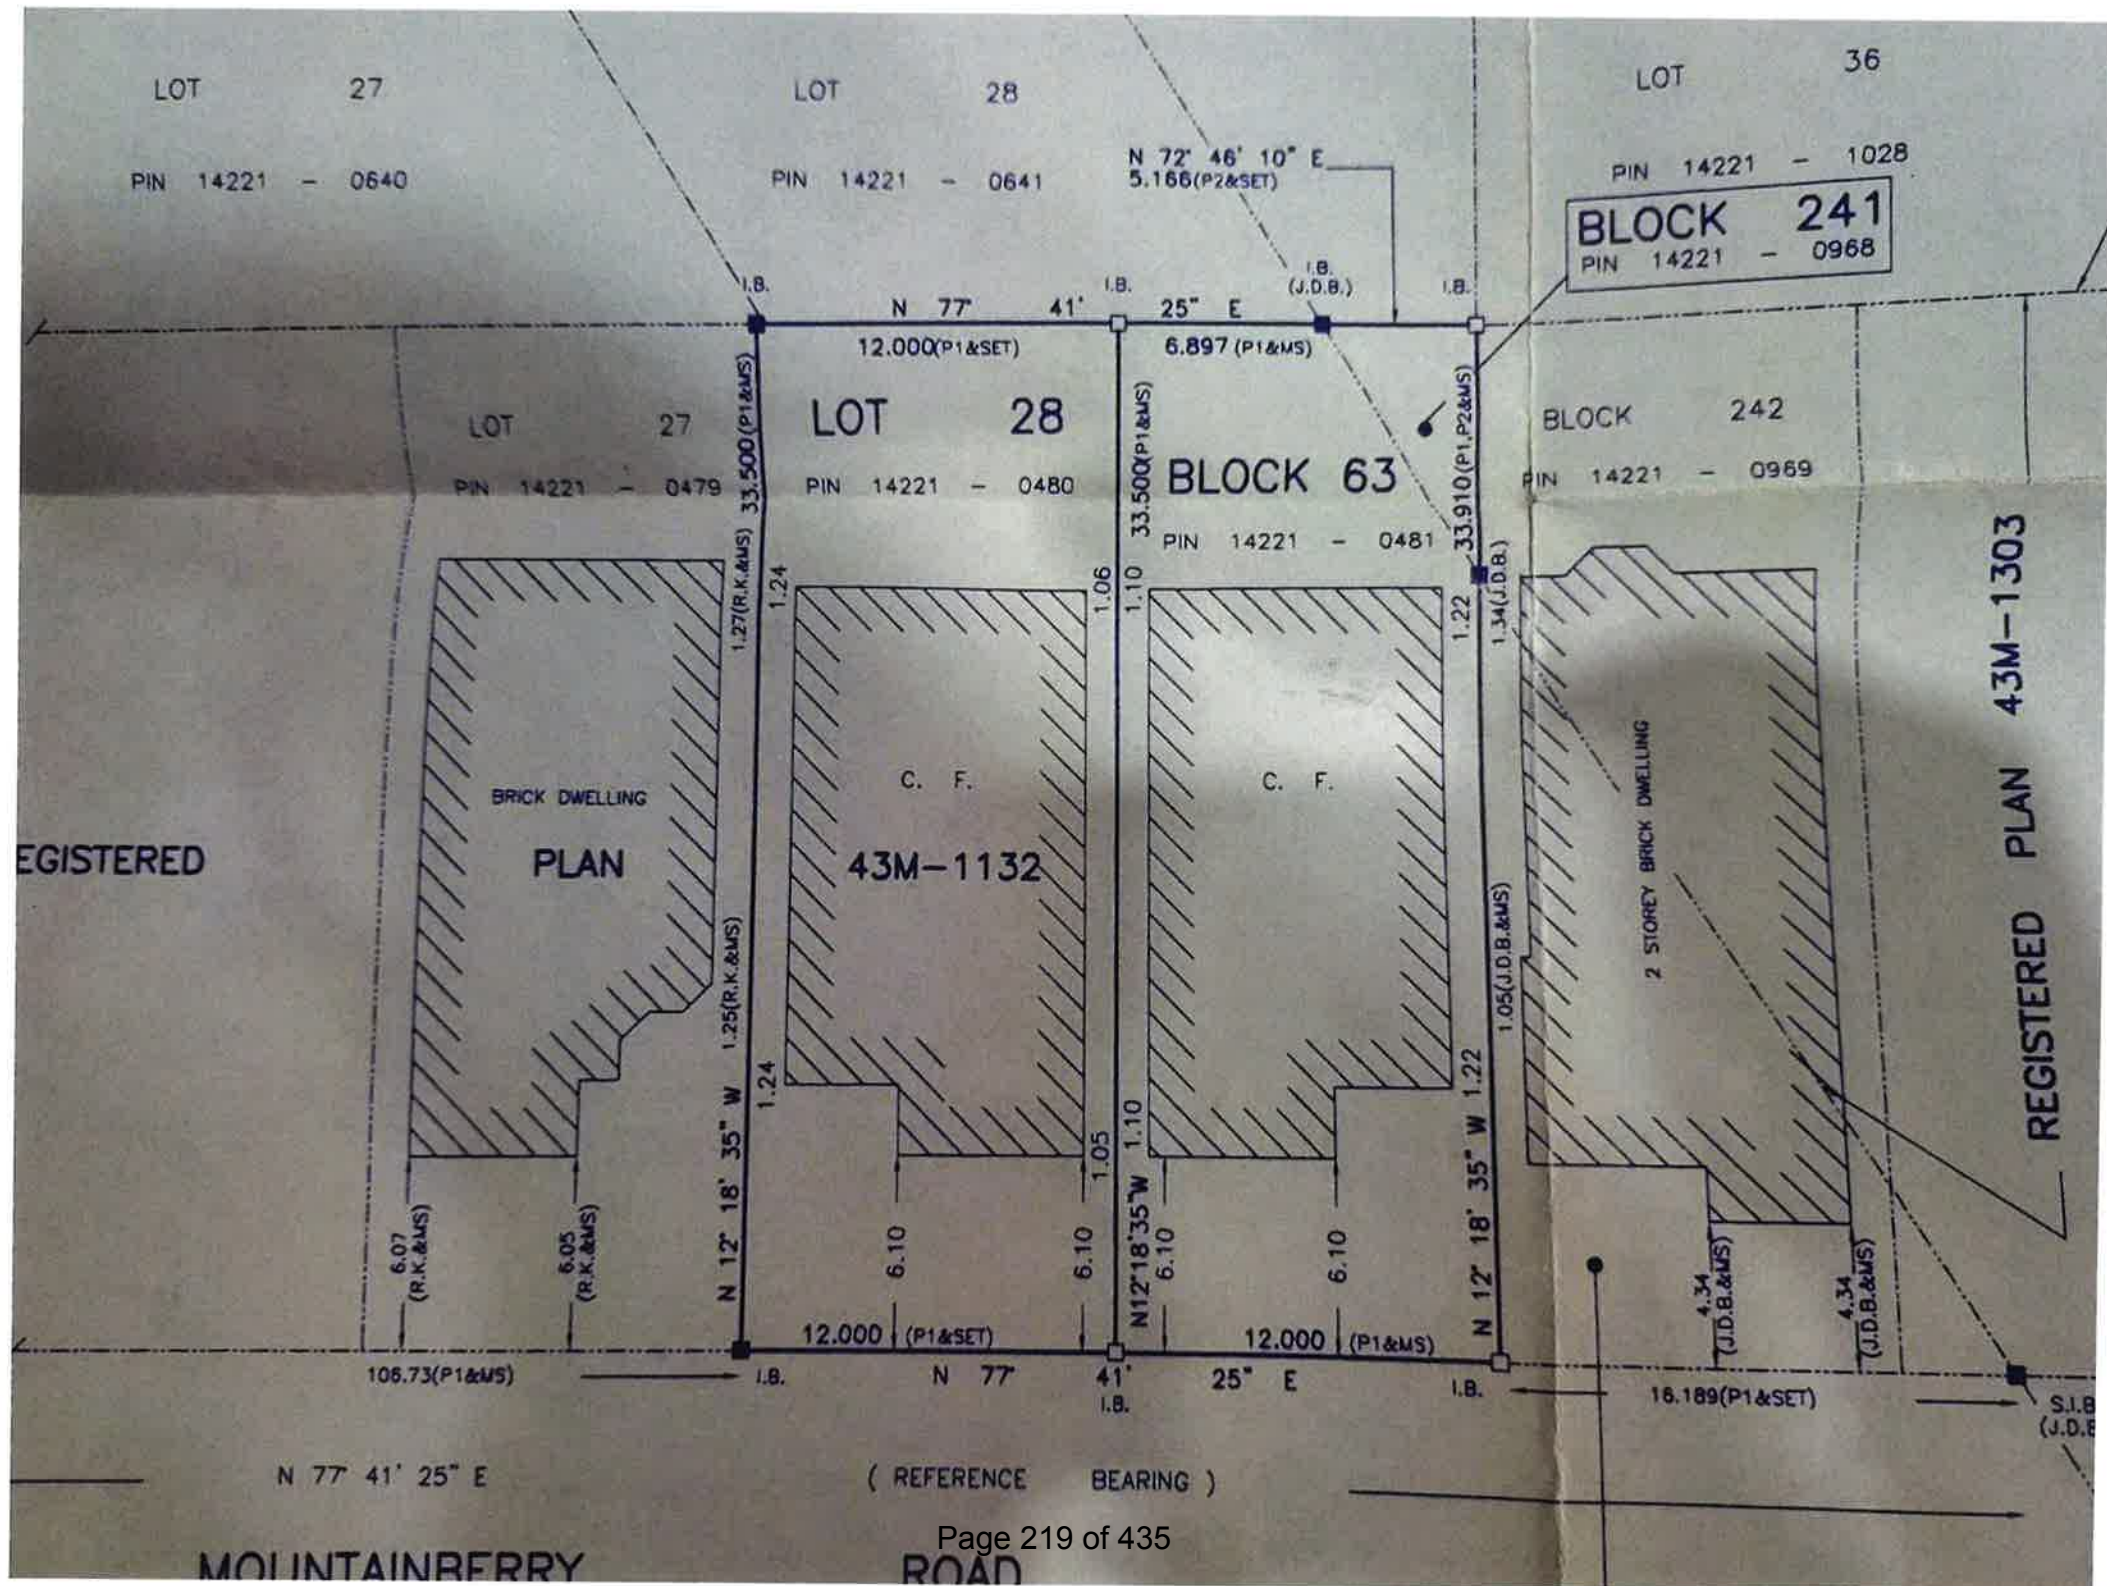 LOT 27
LOT 28
LOT 36
PIN 14221 - 0640
PIN 14221 - 0641
N 72° 46' 10" E
5.166(P2&SET)
PIN 14221 - 1028
BLOCK 241
PIN 14221 - 0968
I.B.
I.B.
I.B.
(J.D.B.)
I.B.
N 77° 41' 25" E
12.000(P1&SET)
6.897 (P1&MS)
33.500(P1&MS)
33.500(P1&MS)
33.910(P1,P2&MS)
LOT 27
LOT 28
BLOCK 242
PIN 14221 - 0479
PIN 14221 - 0480
BLOCK 63
PIN 14221 - 0969
PIN 14221 - 0481
1.27(R.K.&MS)
1.24
1.06
1.10
1.22
1.34(J.D.B.)
BRICK DWELLING
C. F.
C. F.
2 STOREY BRICK DWELLING
REGISTERED PLAN 43M-1303
EGISTERED
PLAN
43M-1132
1.25(R.K.&MS)
1.24
1.05
1.10
1.22
1.05(J.D.B.&MS)
N 12° 18' 35" W
N12°18'35"W
N 12° 18' 35" W
6.07
(R.K.&MS)
6.05
(R.K.&MS)
6.10
6.10
6.10
6.10
4.34
(J.D.B.&MS)
4.34
(J.D.B.&MS)
12.000 (P1&SET)
12.000 (P1&MS)
106.73(P1&MS)
I.B.
N 77° 41' 25" E
I.B.
I.B.
16.189(P1&SET)
S.I.B
(J.D.B
N 77° 41' 25" E
( REFERENCE BEARING )
Page 219 of 435
MOUNTAINBERRY ROAD